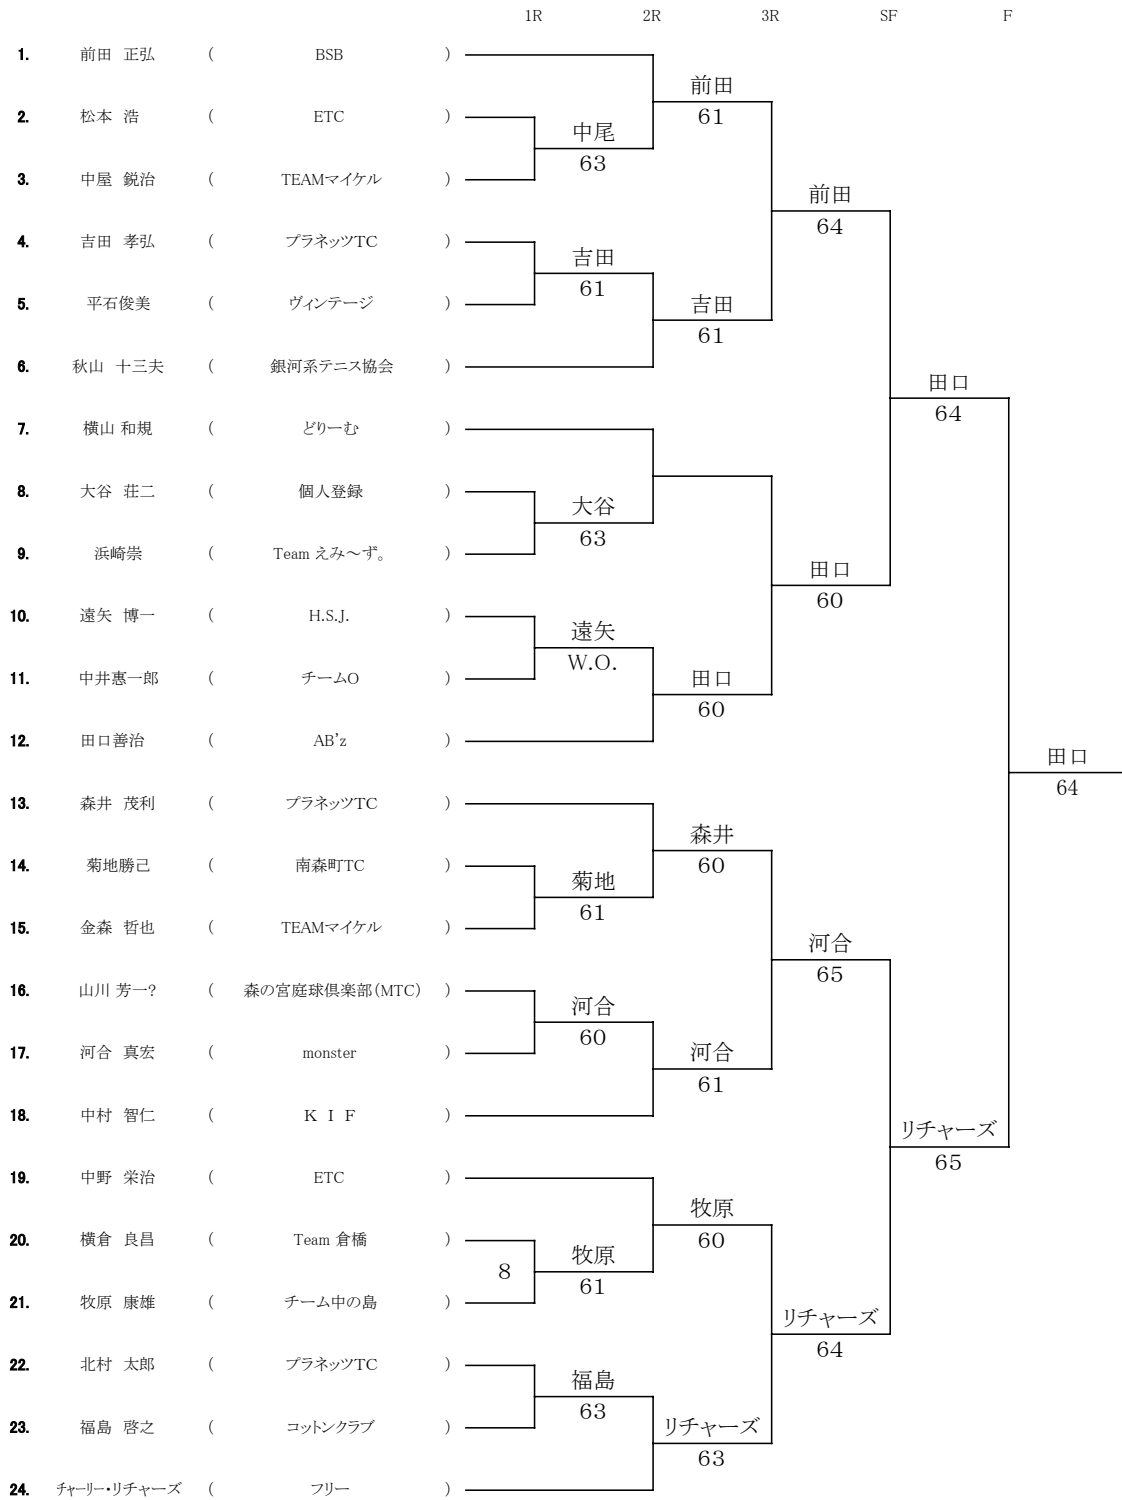 1R 2R 3R SF F
1. 前田 正弘 ( BSB )
前田
2. 松本 浩 ( ETC )
61
中尾
63
3. 中屋 鋭治 ( TEAMマイケル )
前田
64
4. 吉田 孝弘 ( プラネッツTC )
吉田
61
5. 平石俊美 ( ヴィンテージ )
吉田
61
6. 秋山 十三夫 ( 銀河系テニス協会 )
田口
64
7. 横山 和規 ( どりーむ )
8. 大谷 荘二 ( 個人登録 )
大谷
63
9. 浜崎崇 ( Team えみ～ず。 )
田口
60
10. 遠矢 博一 ( H.S.J. )
遠矢
W.O.
11. 中井惠一郎 ( チームO )
田口
60
12. 田口善治 ( AB'z )
田口
64
13. 森井 茂利 ( プラネッツTC )
森井
60
14. 菊地勝己 ( 南森町TC )
菊地
61
15. 金森 哲也 ( TEAMマイケル )
河合
65
16. 山川 芳一? ( 森の宮庭球倶楽部(MTC) )
河合
60
17. 河合 真宏 ( monster )
河合
61
18. 中村 智仁 ( K I F )
リチャーズ
65
19. 中野 栄治 ( ETC )
牧原
60
20. 横倉 良昌 ( Team 倉橋 )
8
牧原
61
21. 牧原 康雄 ( チーム中の島 )
リチャーズ
64
22. 北村 太郎 ( プラネッツTC )
福島
63
23. 福島 啓之 ( コットンクラブ )
リチャーズ
63
24. チャーリー・リチャーズ ( フリー )